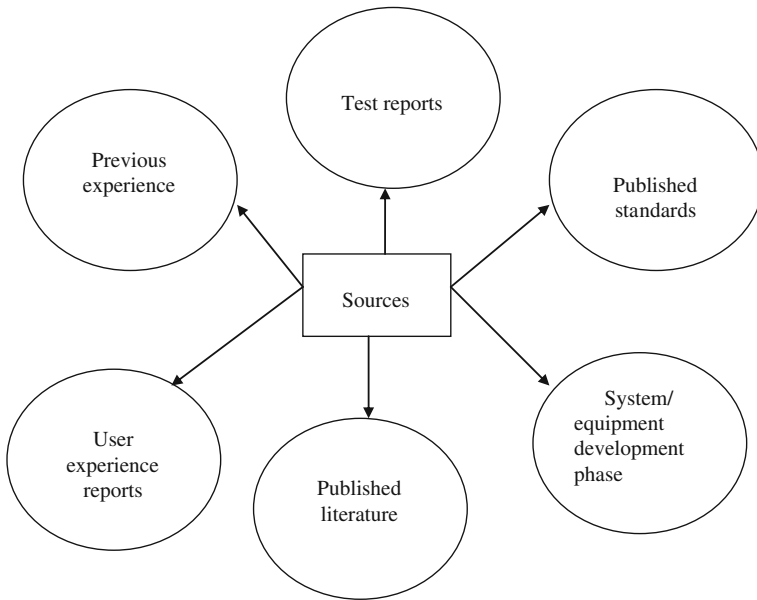 Test reports
Previous
experience
Published
standards
Sources
System/
equipment
development
phase
User
experience
reports
Published
literature